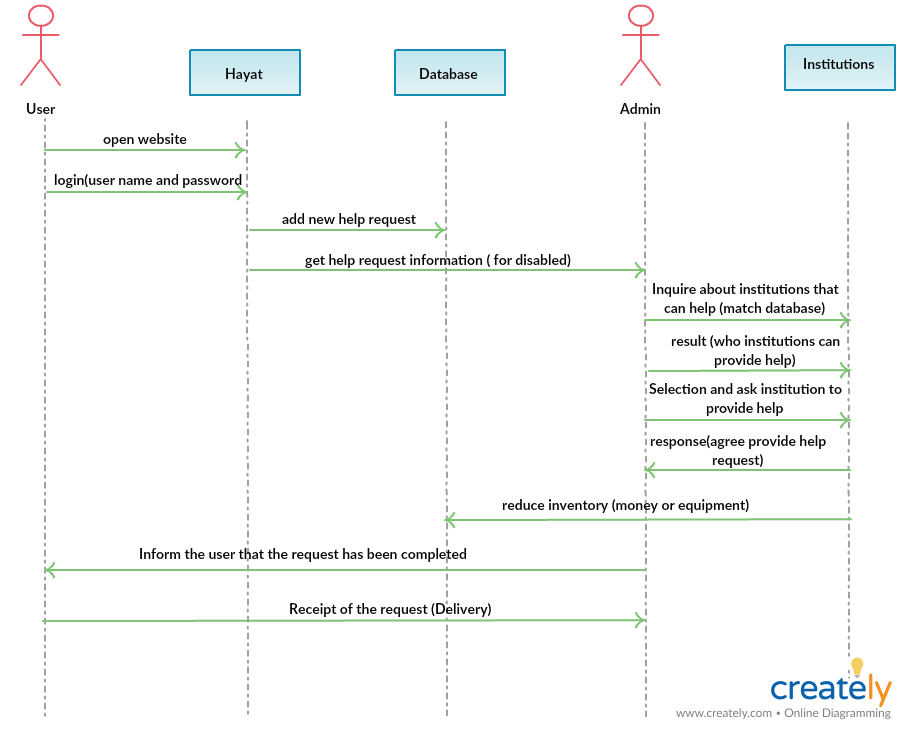 Hayat
Database
Institutions
User
Admin
open website
login(user name and password
add new help request
get help request information ( for disabled)
Inquire about institutions that
can help (match database)
result (who institutions can
provide help)
Selection and ask institution to
provide help
response(agree provide help
request)
reduce inventory (money or equipment)
Inform the user that the request has been completed
Receipt of the request (Delivery)
creately
www.creately.com • Online Diagramming